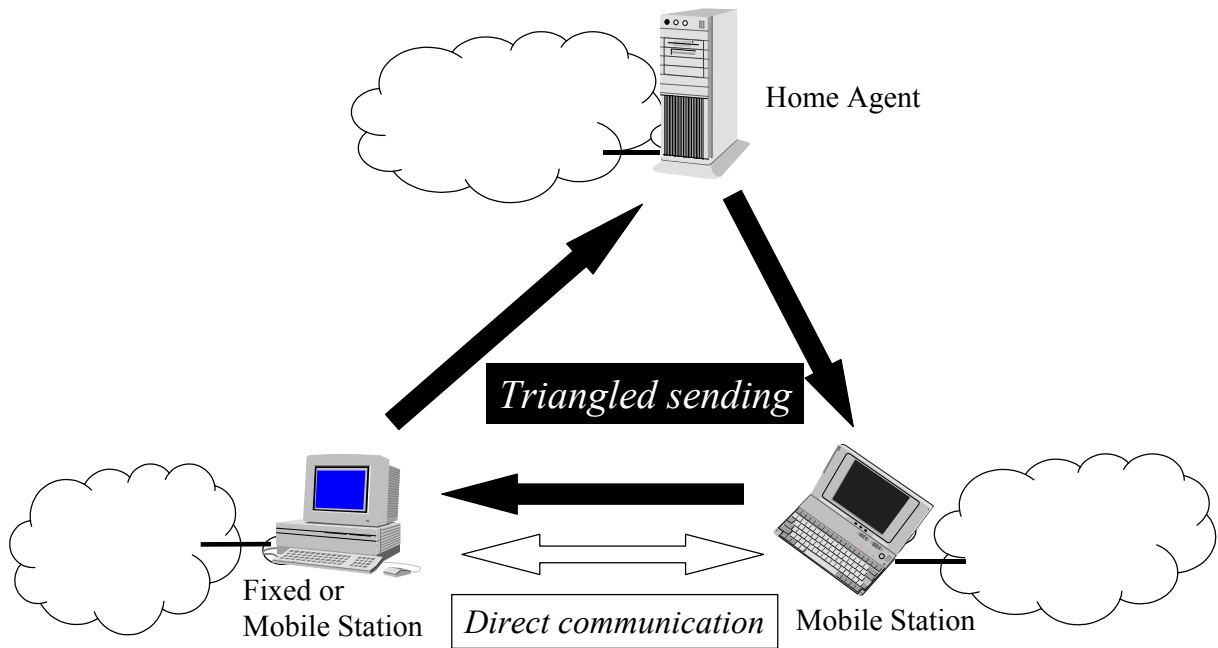 Home Agent
Triangled sending
Fixed or
Mobile Station
Direct communication
Mobile Station